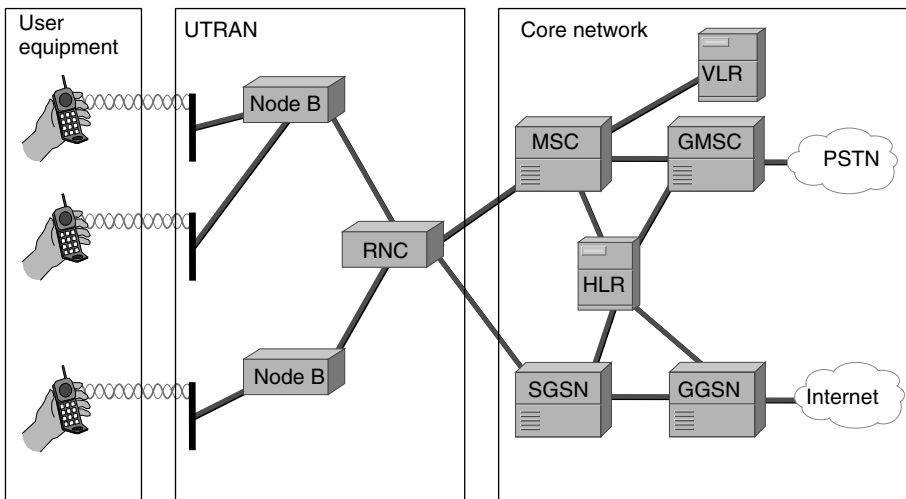 User
equipment
UTRAN
Core network
VLR
Node B
MSC
GMSC
PSTN
RNC
HLR
Node B
SGSN
GGSN
Internet